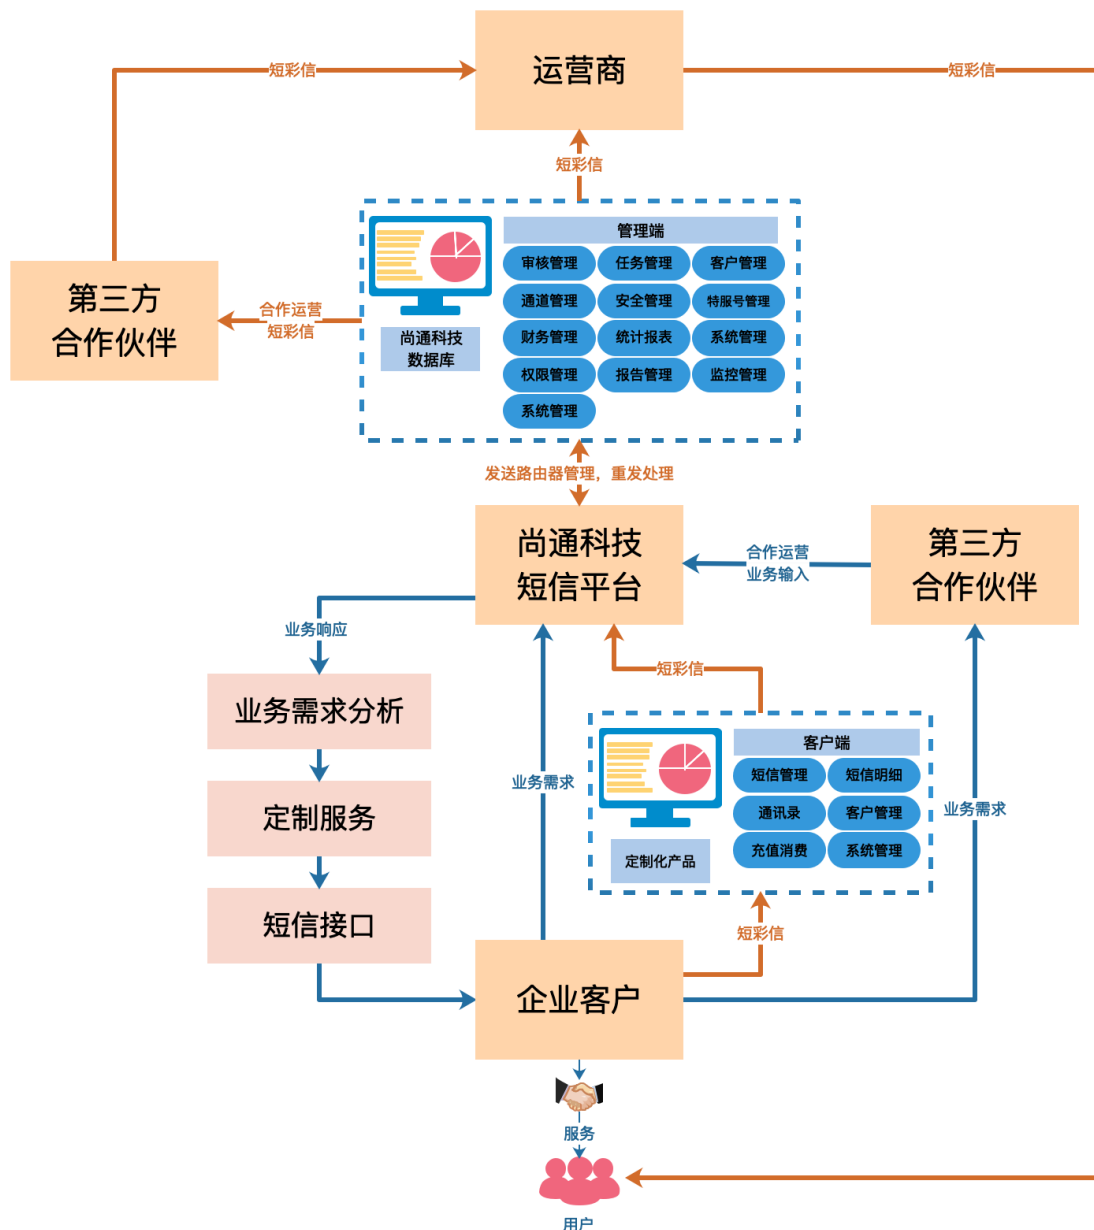 运营商
短彩信
短彩信
短彩信
管理端
审核管理
任务管理
客户管理
通道管理
安全管理
特服号管理
财务管理
统计报表
系统管理
权限管理
报告管理
监控管理
系统管理
尚通科技
数据库
第三方
合作伙伴
合作运营
短彩信
发送路由器管理，重发处理
尚通科技
短信平台
合作运营
业务输入
第三方
合作伙伴
业务响应
短彩信
业务需求分析
客户端
短信管理
短信明细
通讯录
客户管理
充值消费
系统管理
定制化产品
业务需求
业务需求
定制服务
短信接口
短彩信
企业客户
服务
用户